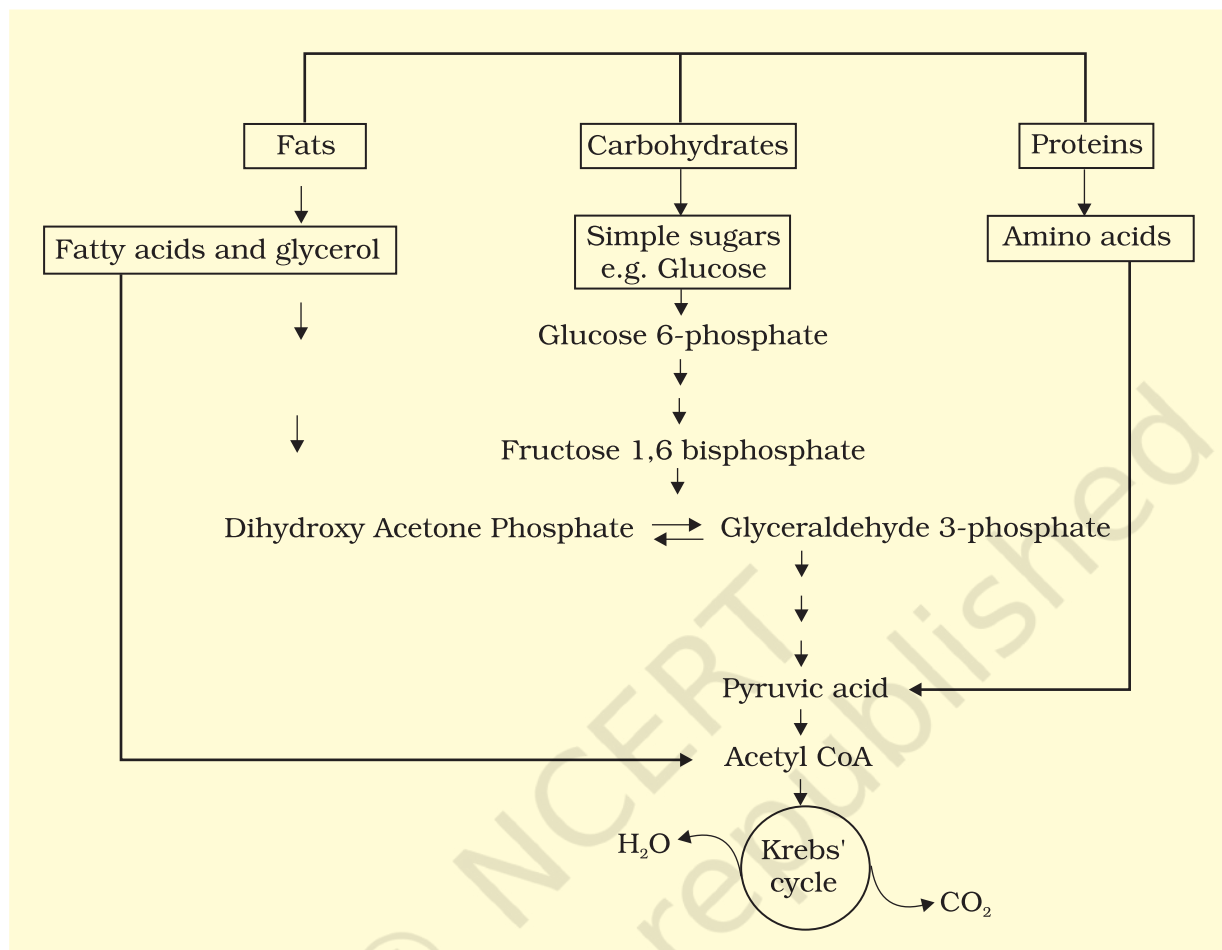 Fats
Carbohydrates
Proteins
Fatty acids and glycerol
Simple sugars
e.g. Glucose
Amino acids
Glucose 6-phosphate
Fructose 1,6 bisphosphate
Dihydroxy Acetone Phosphate
Glyceraldehyde 3-phosphate
Pyruvic acid
Acetyl CoA
H₂O
Krebs'
cycle
CO₂
© NCERT
republished